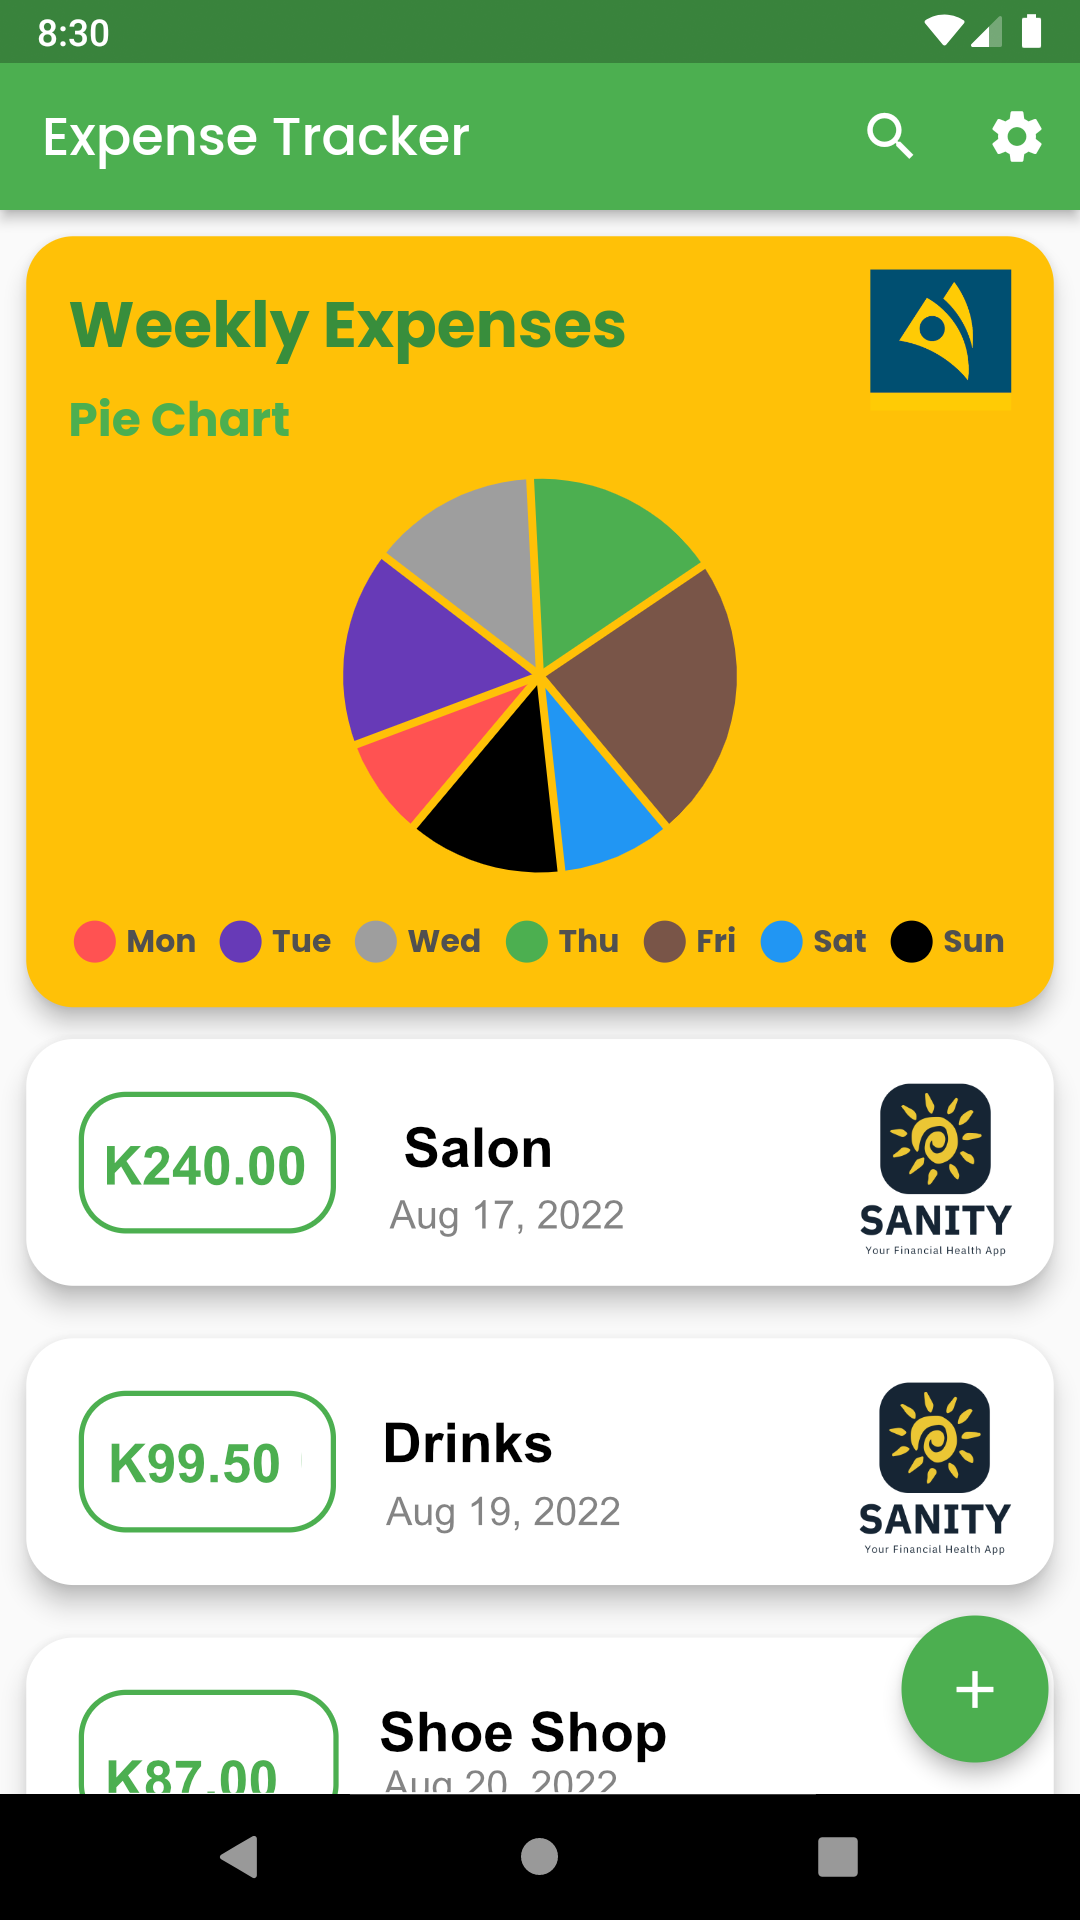 8:30
Expense Tracker
Weekly Expenses
Pie Chart
Mon Tue Wed Thu Fri Sat Sun
K240.00
Salon
Aug 17, 2022
SANITY
Your Financial Health App
K99.50
Drinks
Aug 19, 2022
SANITY
Your Financial Health App
K87.00
Shoe Shop
Aug 20, 2022